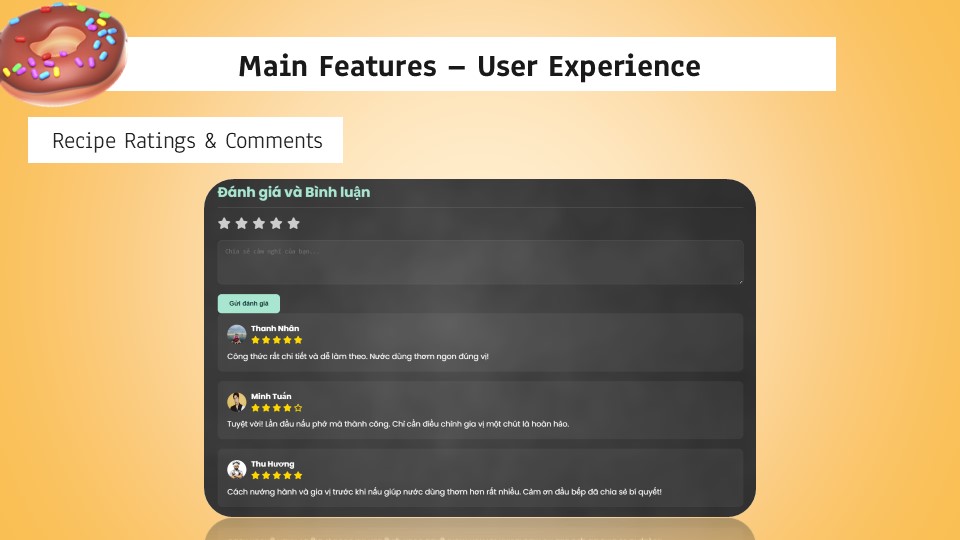 Main Features – User Experience
Recipe Ratings & Comments
Đánh giá và Bình luận
Chia sẻ cảm nghĩ của bạn...
Gửi đánh giá
Thanh Nhân
Công thức rất chi tiết và dễ làm theo. Nước dùng thơm ngon đúng vị!
Minh Tuấn
Tuyệt vời! Lần đầu nấu phở mà thành công. Chỉ cần điều chỉnh gia vị một chút là hoàn hảo.
Thu Hương
Cách nướng hành và gia vị trước khi nấu giúp nước dùng thơm hơn rất nhiều. Cảm ơn đầu bếp đã chia sẻ bí quyết!